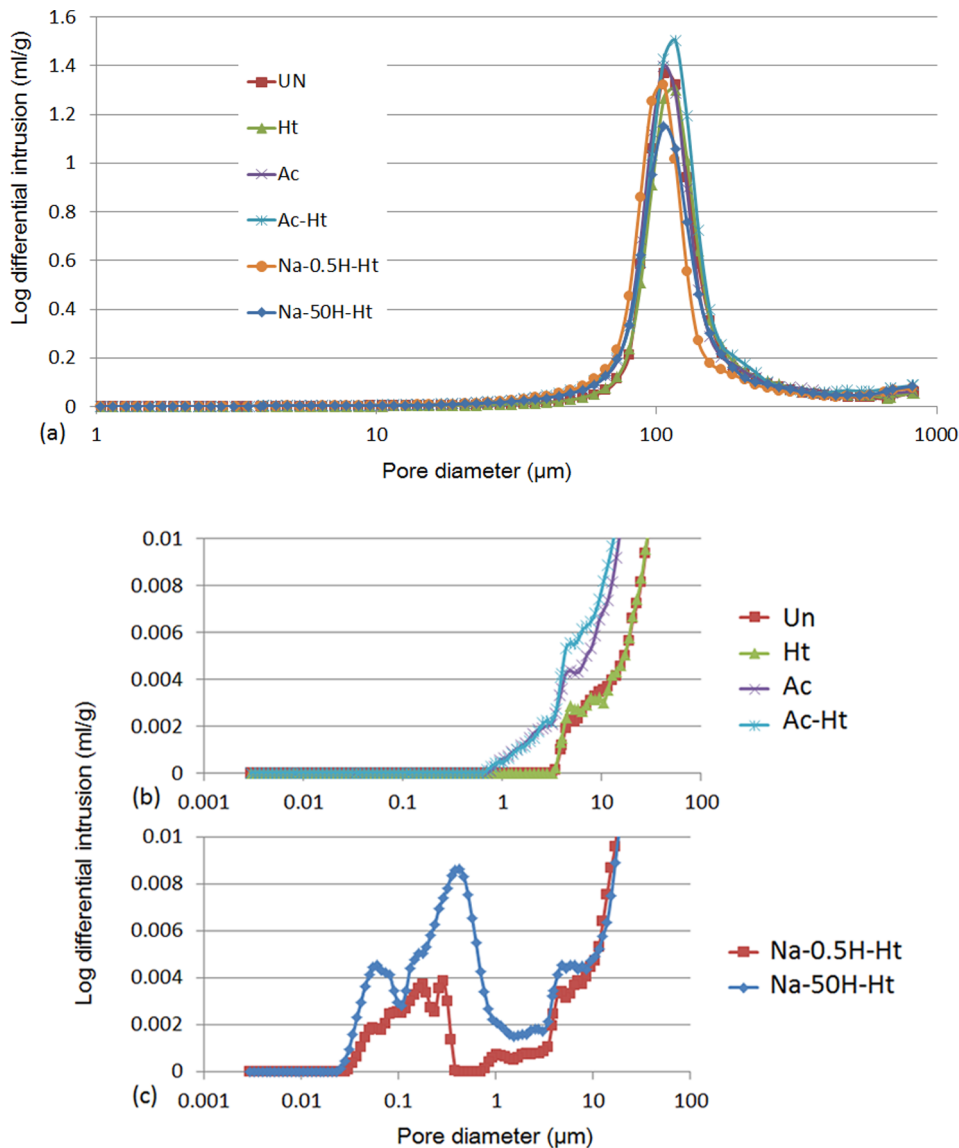 Log differential intrusion (ml/g)
1.6
1.4
1.2
1
0.8
0.6
0.4
0.2
0
UN
Ht
Ac
Ac-Ht
Na-0.5H-Ht
Na-50H-Ht
(a)
1 10 100 1000
Pore diameter (µm)
Log differential intrusion (ml/g)
0.01
0.008
0.006
0.004
0.002
0
(b)
0.001 0.01 0.1 1 10 100
Un
Ht
Ac
Ac-Ht
0.01
0.008
0.006
0.004
0.002
0
(c)
0.001 0.01 0.1 1 10 100
Na-0.5H-Ht
Na-50H-Ht
Pore diameter (µm)